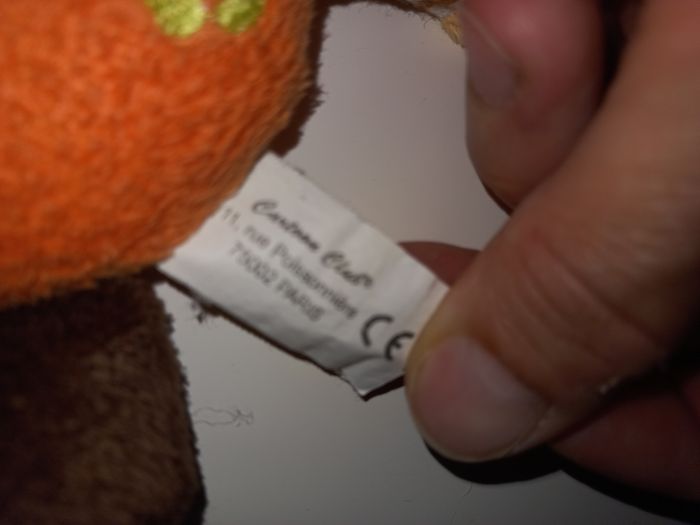 Cartoon Club®
11, rue Poissonnière
75002 PARIS
CE